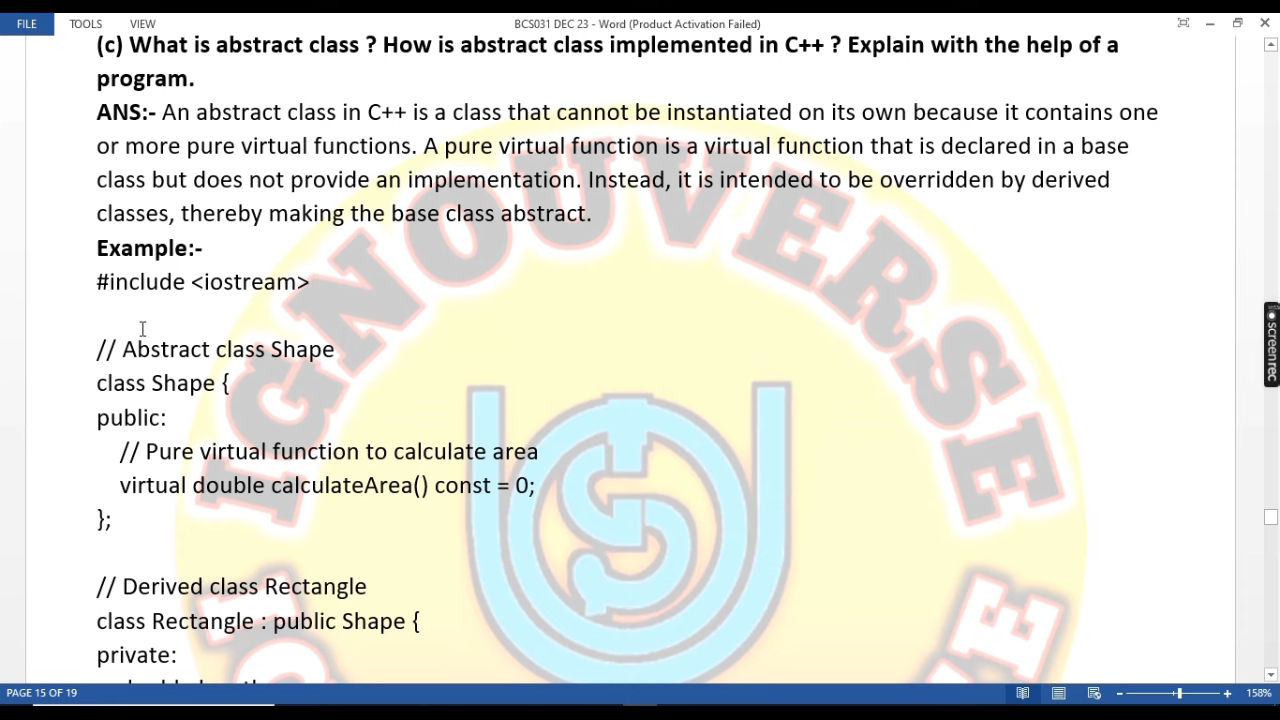 FILE TOOLS VIEW BCS031 DEC 23 - Word (Product Activation Failed)
(c) What is abstract class ? How is abstract class implemented in C++ ? Explain with the help of a
program.
ANS:- An abstract class in C++ is a class that cannot be instantiated on its own because it contains one
or more pure virtual functions. A pure virtual function is a virtual function that is declared in a base
class but does not provide an implementation. Instead, it is intended to be overridden by derived
classes, thereby making the base class abstract.
Example:-
#include <iostream>
// Abstract class Shape
class Shape {
public:
// Pure virtual function to calculate area
virtual double calculateArea() const = 0;
};
// Derived class Rectangle
class Rectangle : public Shape {
private:
IGNOUVERSE
screenrec
PAGE 15 OF 19 158%